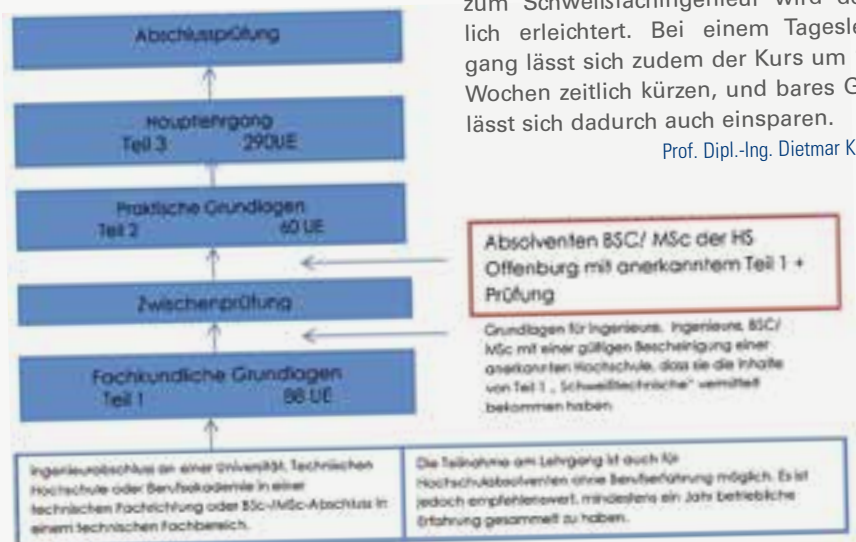 zum Schweißfachingenieur wird
lich erleichtert. Bei einem
gang lässt sich zudem der Kurs um
Wochen zeitlich kürzen, und bares
lässt sich dadurch auch einsparen.
Prof. Dipl.-Ing. Dietmar
Abschlussprüfung
Hauptlehrgang
Teil 3 290UE
Praktische Grundlagen
Teil 2 60 UE
Absolventen BSC/ MSc der HS
Offenburg mit anerkanntem Teil 1 +
Prüfung
Zwischenprüfung
Grundlagen für Ingenieure. Ingenieure, BSC/
MSc mit einer gültigen Bescheinigung einer
anerkannten Hochschule, dass sie die Inhalte
von Teil 1 „ Schweißtechnische" vermittelt
bekommen haben
Fachkundliche Grundlagen
Teil 1 88 UE
Ingenieurabschluss an einer Universität, Technischen
Hochschule oder Berufsakademie in einer
technischen Fachrichtung oder BSc-/MSc-Abschluss in
einem technischen Fachbereich.
Die Teilnahme am Lehrgang ist auch für
Hochschulabsolventen ohne Berufserfahrung möglich. Es ist
jedoch empfehlenswert, mindestens ein Jahr betriebliche
Erfahrung gesammelt zu haben.